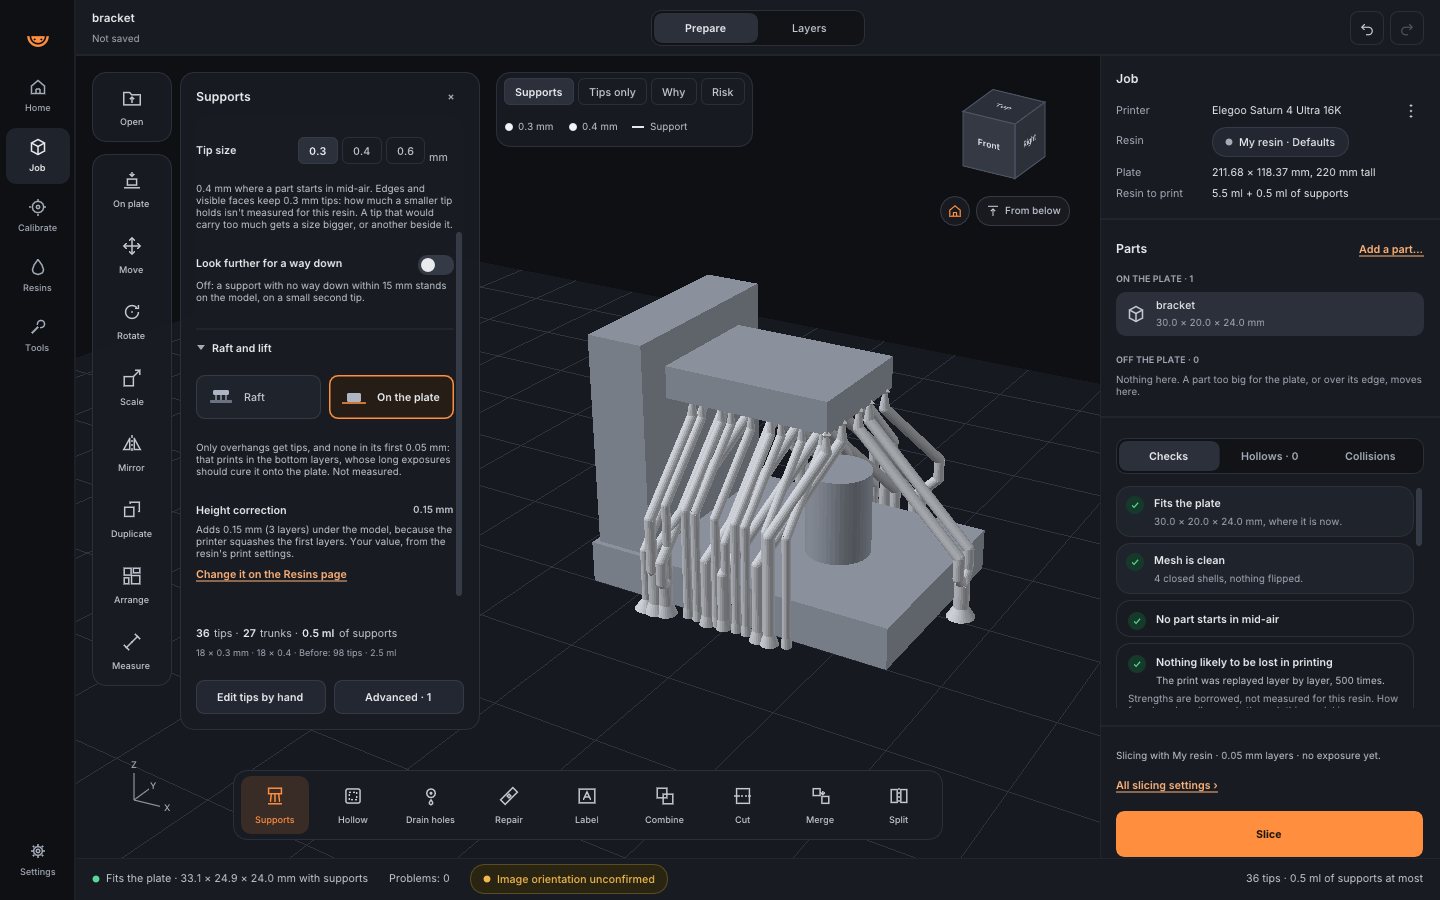 bracket
Not saved
Prepare
Layers
Home
Job
Calibrate
Resins
Tools
Settings
Open
On plate
Move
Rotate
Scale
Mirror
Duplicate
Arrange
Measure
Supports
×
Tip size
0.3
0.4
0.6
mm
0.4 mm where a part starts in mid-air. Edges and
visible faces keep 0.3 mm tips: how much a smaller tip
holds isn't measured for this resin. A tip that would
carry too much gets a size bigger, or another beside it.
Look further for a way down
Off: a support with no way down within 15 mm stands
on the model, on a small second tip.
Raft and lift
Raft
On the plate
Only overhangs get tips, and none in its first 0.05 mm:
that prints in the bottom layers, whose long exposures
should cure it onto the plate. Not measured.
Height correction
0.15 mm
Adds 0.15 mm (3 layers) under the model, because the
printer squashes the first layers. Your value, from the
resin's print settings.
Change it on the Resins page
36 tips · 27 trunks · 0.5 ml of supports
18 × 0.3 mm · 18 × 0.4 · Before: 98 tips · 2.5 ml
Edit tips by hand
Advanced · 1
Supports
Tips only
Why
Risk
0.3 mm
0.4 mm
Support
Top
Front
Right
From below
Z
Y
X
Supports
Hollow
Drain holes
Repair
Label
Combine
Cut
Merge
Split
Job
Printer
Elegoo Saturn 4 Ultra 16K
Resin
My resin · Defaults
Plate
211.68 × 118.37 mm, 220 mm tall
Resin to print
5.5 ml + 0.5 ml of supports
Parts
Add a part...
ON THE PLATE · 1
bracket
30.0 × 20.0 × 24.0 mm
OFF THE PLATE · 0
Nothing here. A part too big for the plate, or over its edge, moves
here.
Checks
Hollows · 0
Collisions
Fits the plate
30.0 × 20.0 × 24.0 mm, where it is now.
Mesh is clean
4 closed shells, nothing flipped.
No part starts in mid-air
Nothing likely to be lost in printing
The print was replayed layer by layer, 500 times.
Strengths are borrowed, not measured for this resin. How
Slicing with My resin · 0.05 mm layers · no exposure yet.
All slicing settings ›
Slice
Fits the plate · 33.1 × 24.9 × 24.0 mm with supports
Problems: 0
Image orientation unconfirmed
36 tips · 0.5 ml of supports at most